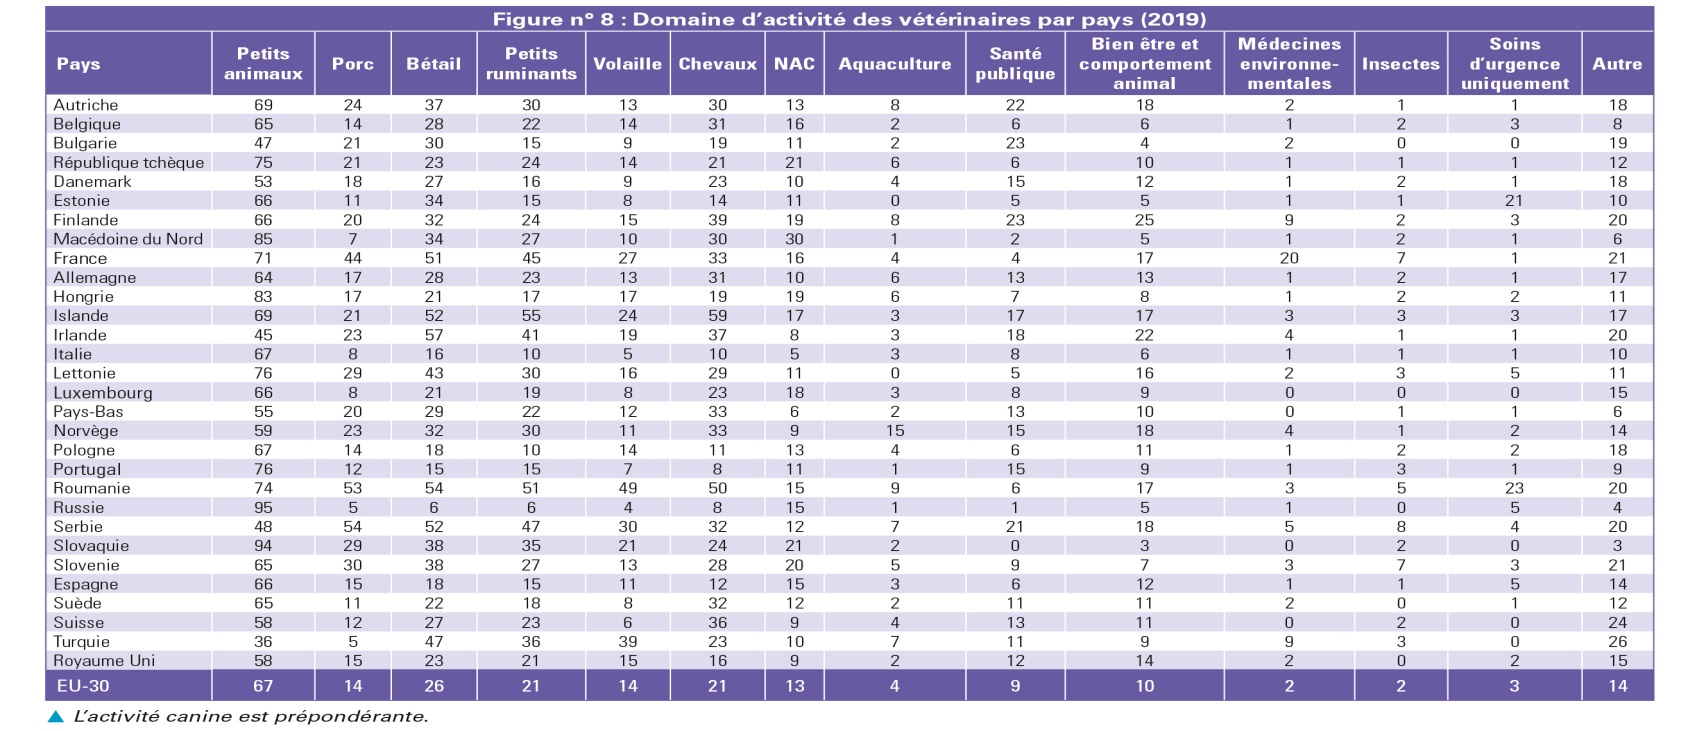 Figure n° 8 : Domaine d’activité des vétérinaires par pays (2019)
Pays Petits animaux Porc Bétail Petits ruminants Volaille Chevaux NAC Aquaculture Santé publique Bien être et comportement animal Médecines environne-mentales Insectes Soins d’urgence uniquement Autre
Autriche 69 24 37 30 13 30 13 8 22 18 2 1 1 18
Belgique 65 14 28 22 14 31 16 2 6 6 1 2 3 8
Bulgarie 47 21 30 15 9 19 11 2 23 4 2 0 0 19
République tchèque 75 21 23 24 14 21 21 6 6 10 1 1 1 12
Danemark 53 18 27 16 9 23 10 4 15 12 1 2 1 18
Estonie 66 11 34 15 8 14 11 0 5 5 1 1 21 10
Finlande 66 20 32 24 15 39 19 8 23 25 9 2 3 20
Macédoine du Nord 85 7 34 27 10 30 30 1 2 5 1 2 1 6
France 71 44 51 45 27 33 16 4 4 17 20 7 1 21
Allemagne 64 17 28 23 13 31 10 6 13 13 1 2 1 17
Hongrie 83 17 21 17 17 19 19 6 7 8 1 2 2 11
Islande 69 21 52 55 24 59 17 3 17 17 3 3 3 17
Irlande 45 23 57 41 19 37 8 3 18 22 4 1 1 20
Italie 67 8 16 10 5 10 5 3 8 6 1 1 1 10
Lettonie 76 29 43 30 16 29 11 0 5 16 2 3 5 11
Luxembourg 66 8 21 19 8 23 18 3 8 9 0 0 0 15
Pays-Bas 55 20 29 22 12 33 6 2 13 10 0 1 1 6
Norvège 59 23 32 30 11 33 9 15 15 18 4 1 2 14
Pologne 67 14 18 10 14 11 13 4 6 11 1 2 2 18
Portugal 76 12 15 15 7 8 11 1 15 9 1 3 1 9
Roumanie 74 53 54 51 49 50 15 9 6 17 3 5 23 20
Russie 95 5 6 6 4 8 15 1 1 5 1 0 5 4
Serbie 48 54 52 47 30 32 12 7 21 18 5 8 4 20
Slovaquie 94 29 38 35 21 24 21 2 0 3 0 2 0 3
Slovenie 65 30 38 27 13 28 20 5 9 7 3 7 3 21
Espagne 66 15 18 15 11 12 15 3 6 12 1 1 5 14
Suède 65 11 22 18 8 32 12 2 11 11 2 0 1 12
Suisse 58 12 27 23 6 36 9 4 13 11 0 2 0 24
Turquie 36 5 47 36 39 23 10 7 11 9 9 3 0 26
Royaume Uni 58 15 23 21 15 16 9 2 12 14 2 0 2 15
EU-30 67 14 26 21 14 21 13 4 9 10 2 2 3 14
L’activité canine est prépondérante.